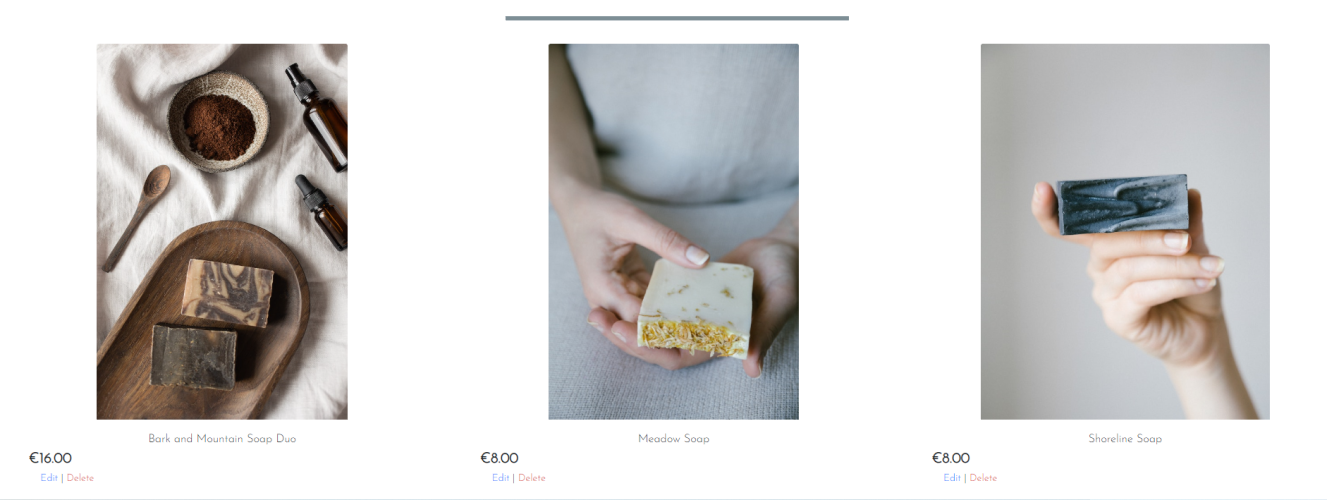 Bark and Mountain Soap Duo
€16.00
Edit | Delete
Meadow Soap
€8.00
Edit | Delete
Shoreline Soap
€8.00
Edit | Delete